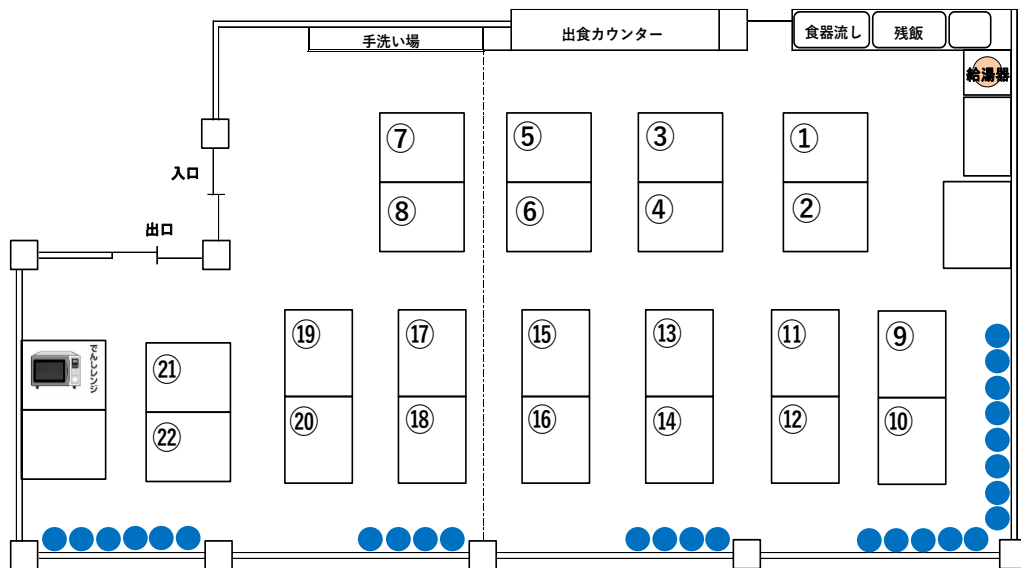 手洗い場
出食カウンター
食器流し
残飯
給湯器
⑦
⑤
③
①
入口
⑧
⑥
④
②
出口
⑲
⑰
⑮
⑬
⑪
⑨
でんしレンジ
㉑
⑳
⑱
⑯
⑭
⑫
⑩
㉒